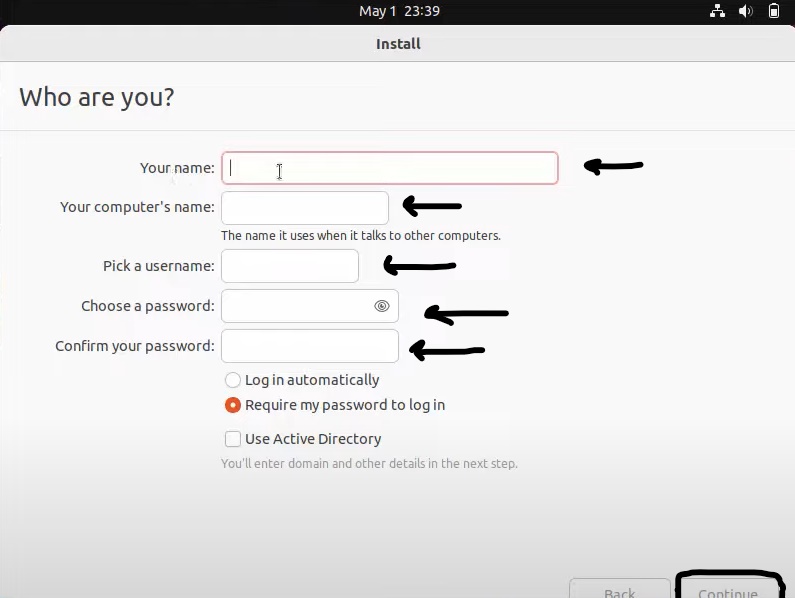 May 1 23:39
Install
Who are you?
Your name:
Your computer's name:
The name it uses when it talks to other computers.
Pick a username:
Choose a password:
Confirm your password:
Log in automatically
Require my password to log in
Use Active Directory
You'll enter domain and other details in the next step.
Back Continue